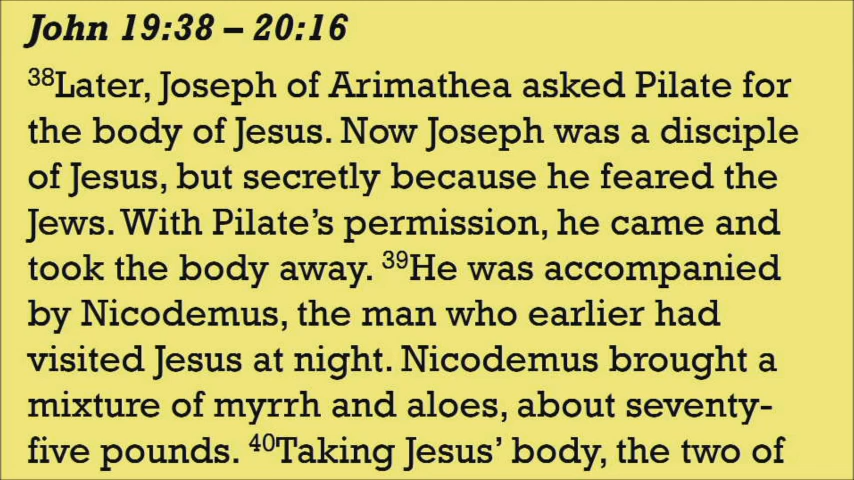 John 19:38 – 20:16
³⁸Later, Joseph of Arimathea asked Pilate for
the body of Jesus. Now Joseph was a disciple
of Jesus, but secretly because he feared the
Jews. With Pilate’s permission, he came and
took the body away. ³⁹He was accompanied
by Nicodemus, the man who earlier had
visited Jesus at night. Nicodemus brought a
mixture of myrrh and aloes, about seventy-
five pounds. ⁴⁰Taking Jesus’ body, the two of